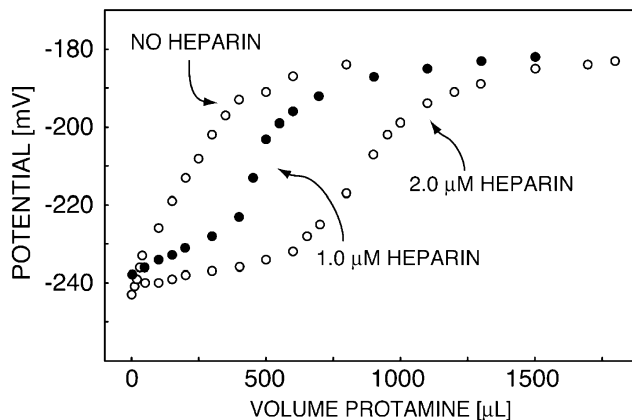 NO HEPARIN
-180
-200
-220
-240
POTENTIAL [mV]
2.0 µM HEPARIN
1.0 µM HEPARIN
0
500
1000
1500
VOLUME PROTAMINE [µL]